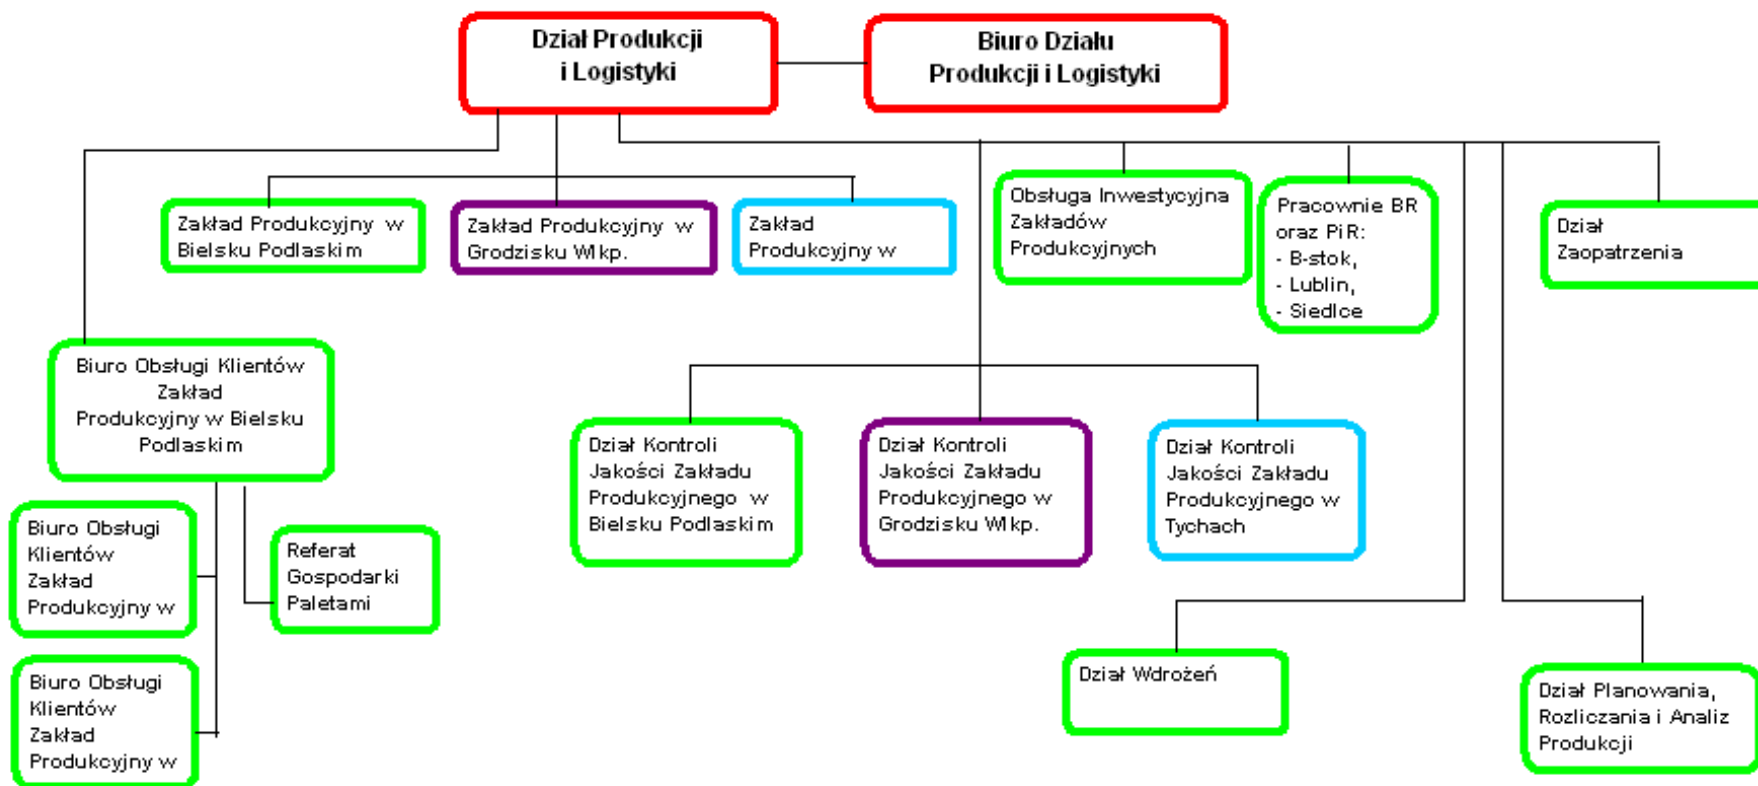 Dział Produkcji
i Logistyki
Biuro Działu
Produkcji i Logistyki
Zakład Produkcyjny w
Bielsku Podlaskim
Zakład Produkcyjny w
Grodzisku Wlkp.
Zakład
Produkcyjny w
Obsługa Inwestycyjna
Zakładów
Produkcyjnych
Pracownie BR
oraz PiR:
- B-stok,
- Lublin,
- Siedlce
Dział
Zaopatrzenia
Biuro Obsługi Klientów
Zakład
Produkcyjny w Bielsku
Podlaskim
Dział Kontroli
Jakości Zakładu
Produkcyjnego w
Bielsku Podlaskim
Dział Kontroli
Jakości Zakładu
Produkcyjnego w
Grodzisku Wlkp.
Dział Kontroli
Jakości Zakładu
Produkcyjnego w
Tychach
Biuro Obsługi
Klientów
Zakład
Produkcyjny w
Referat
Gospodarki
Paletami
Biuro Obsługi
Klientów
Zakład
Produkcyjny w
Dział Wdrożeń
Dział Planowania,
Rozliczania i Analiz
Produkcji